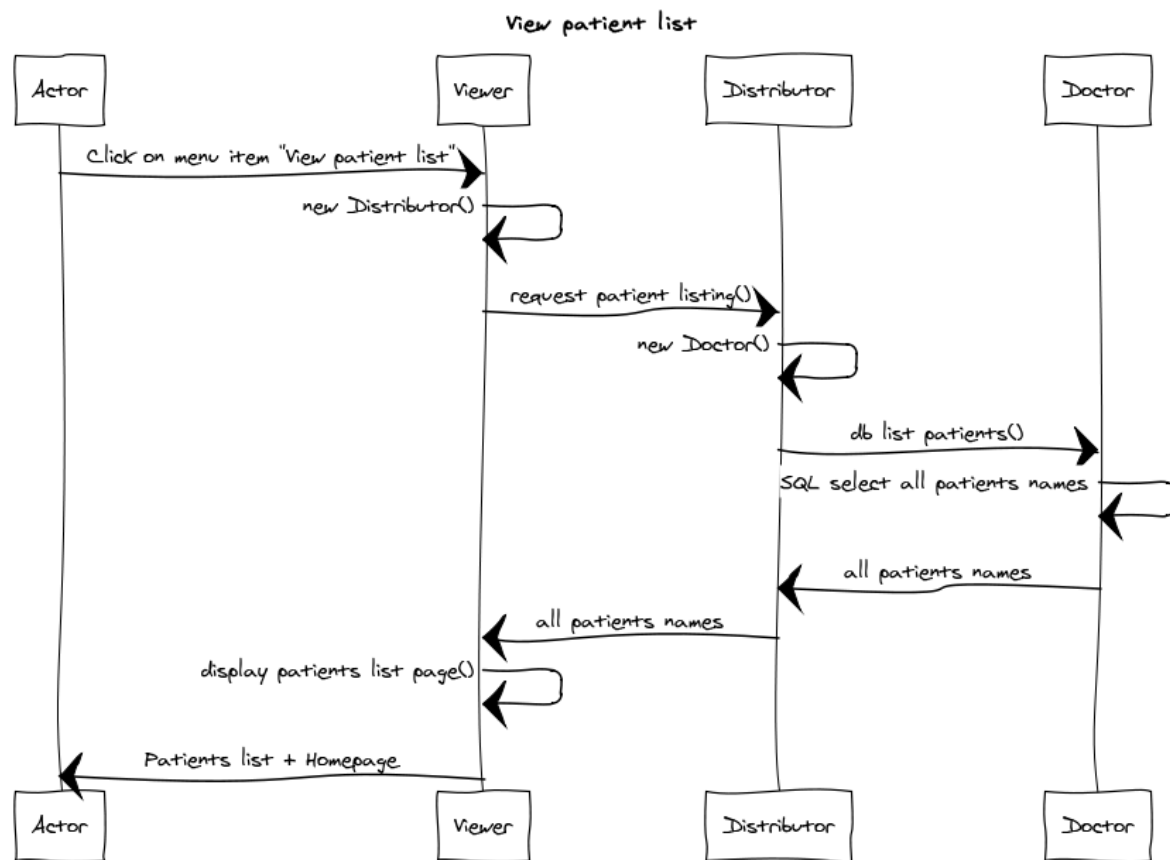 View patient list
Actor
Viewer
Distributor
Doctor
Click on menu item "View patient list"
new Distributor()
request patient listing()
new Doctor()
db list patients()
SQL select all patients names
all patients names
all patients names
display patients list page()
Patients list + Homepage
Actor
Viewer
Distributor
Doctor